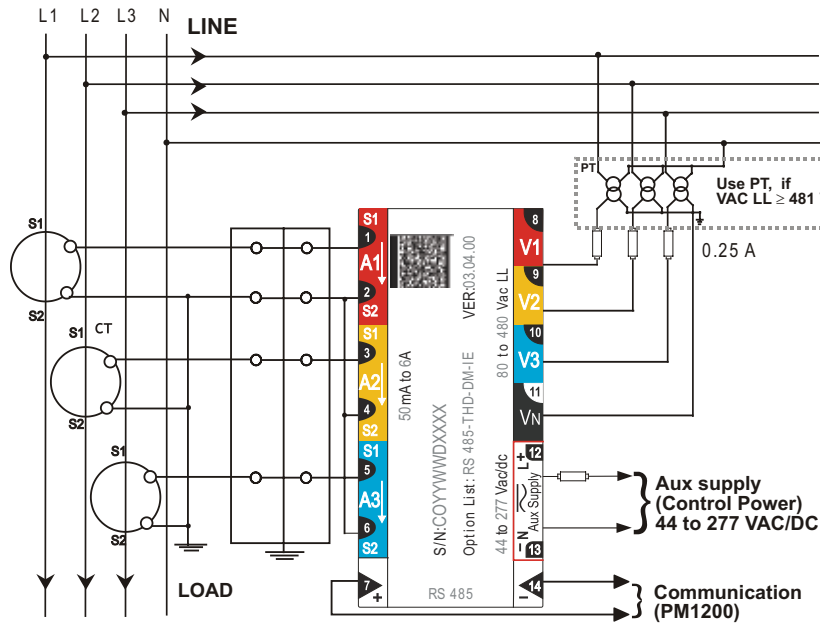 L1 L2 L3 N
LINE
PT
Use PT, if
VAC LL ≥ 481
0.25 A
S1
S2
S1 CT
S2
S1
S2
S1
1
A1
2
S2
S1
3
A2
4
S2
S1
5
A3
6
S2
7
+
50mA to 6A
S/N:COYYWWDXXXX
Option List: RS 485-THD-DM-IE
VER:03.04.00
80 to 480 Vac LL
44 to 277 Vac/dc
RS 485
8
V1
9
V2
10
V3
11
VN
12
L+
Aux Supply
– N
13
14
–
Aux supply
(Control Power)
44 to 277 VAC/DC
Communication
(PM1200)
LOAD